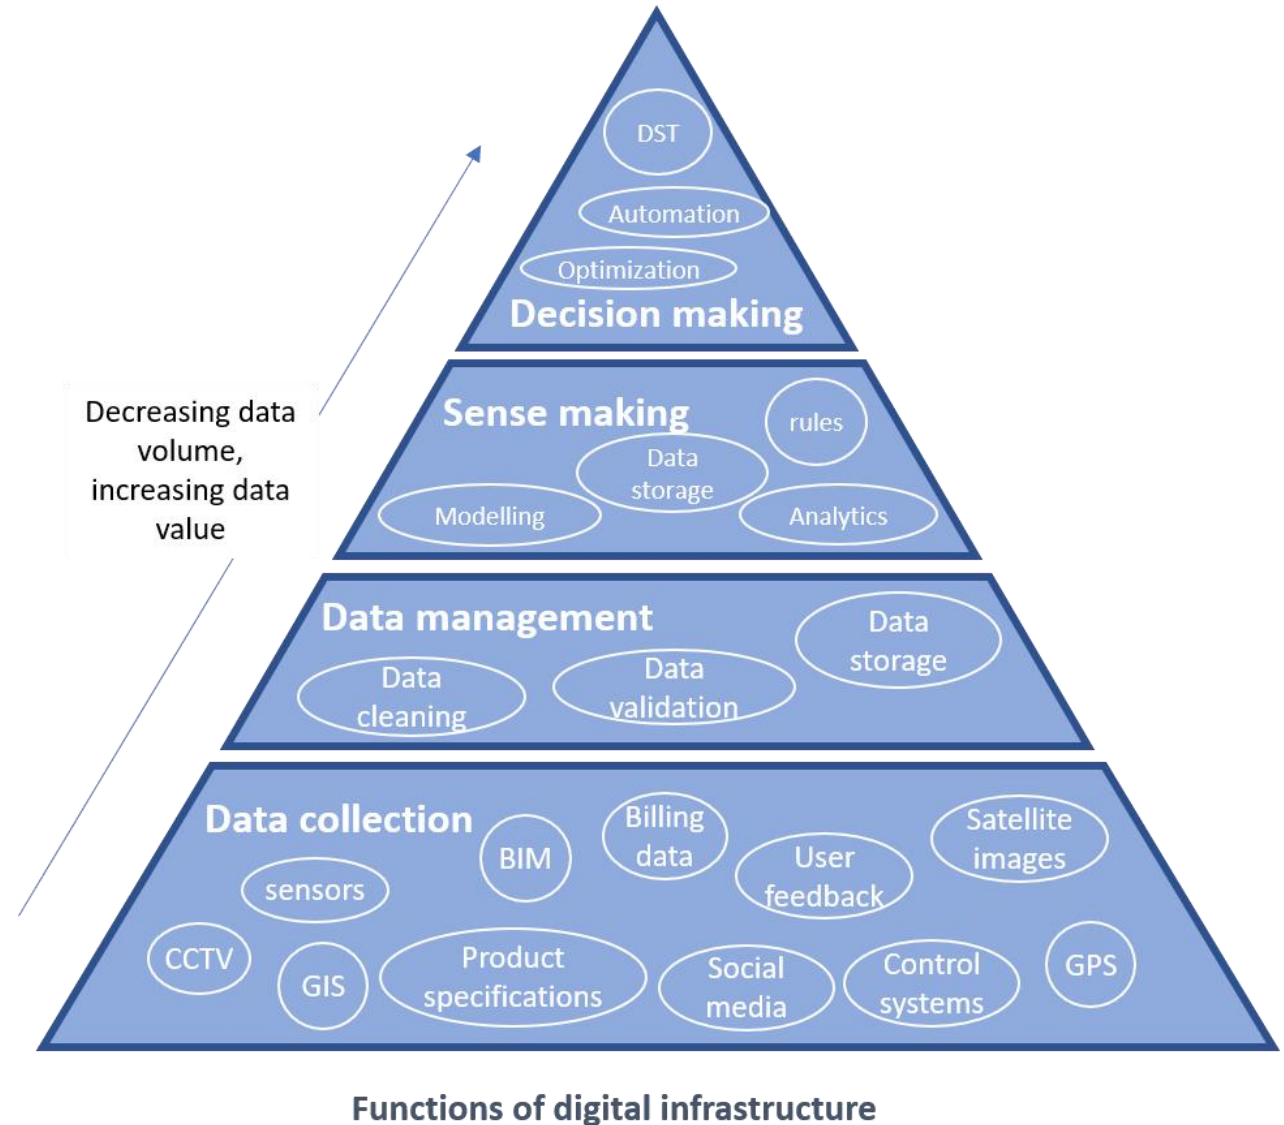 DST
Automation
Optimization
Decision making
Decreasing data
volume,
increasing data
value
Sense making
rules
Data
storage
Modelling
Analytics
Data management
Data
storage
Data
cleaning
Data
validation
Data collection
BIM
Billing
data
User
feedback
Satellite
images
sensors
CCTV
GIS
Product
specifications
Social
media
Control
systems
GPS
Functions of digital infrastructure